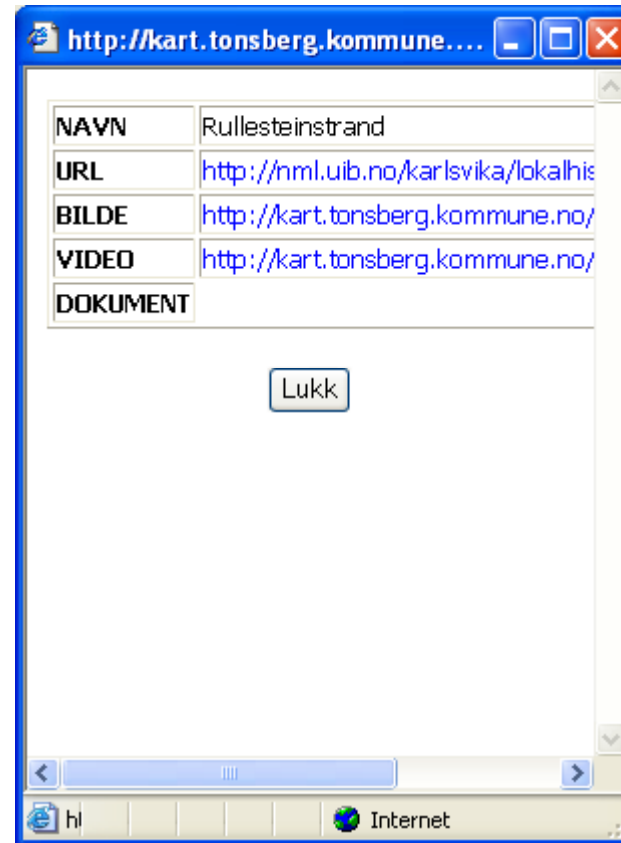 http://kart.tonsberg.kommune....
NAVN Rullesteinstrand
URL http://nml.uib.no/karlsvika/lokalhis
BILDE http://kart.tonsberg.kommune.no/
VIDEO http://kart.tonsberg.kommune.no/
DOKUMENT
Lukk
Internet